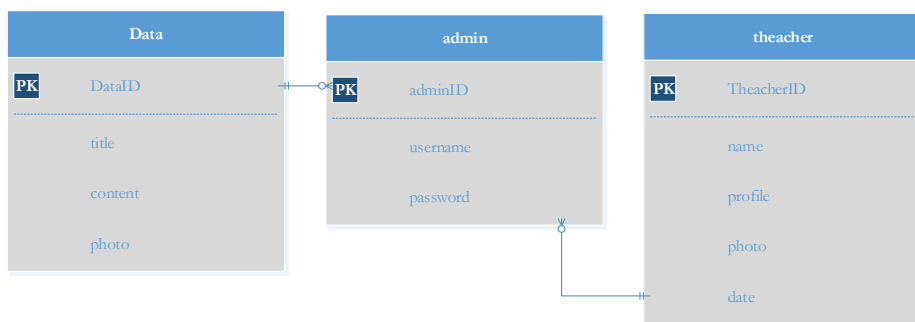 Data
PK DataID
title
content
photo
admin
PK adminID
username
password
theacher
PK TheacherID
name
profile
photo
date